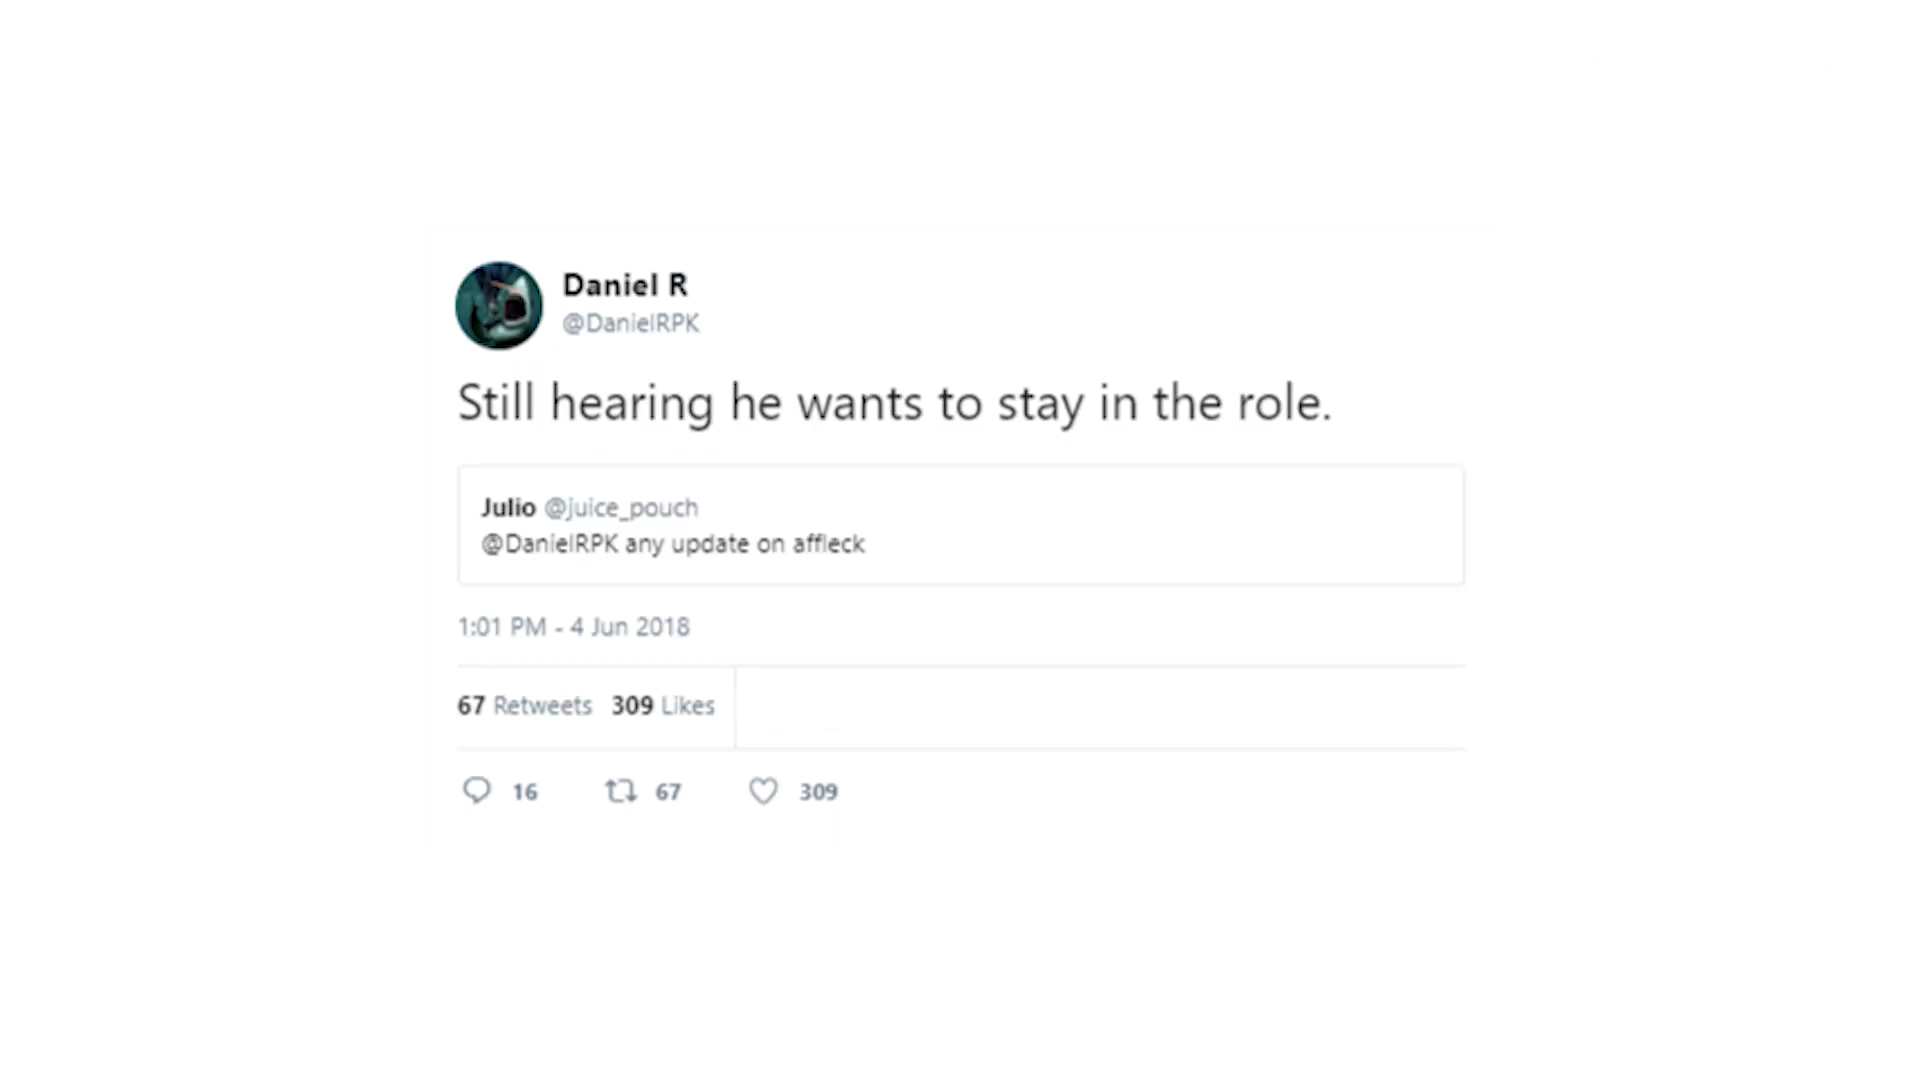 Daniel R
@DanielRPK
Still hearing he wants to stay in the role.
Julio @juice_pouch
@DanielRPK any update on affleck
1:01 PM - 4 Jun 2018
67 Retweets 309 Likes
16 67 309